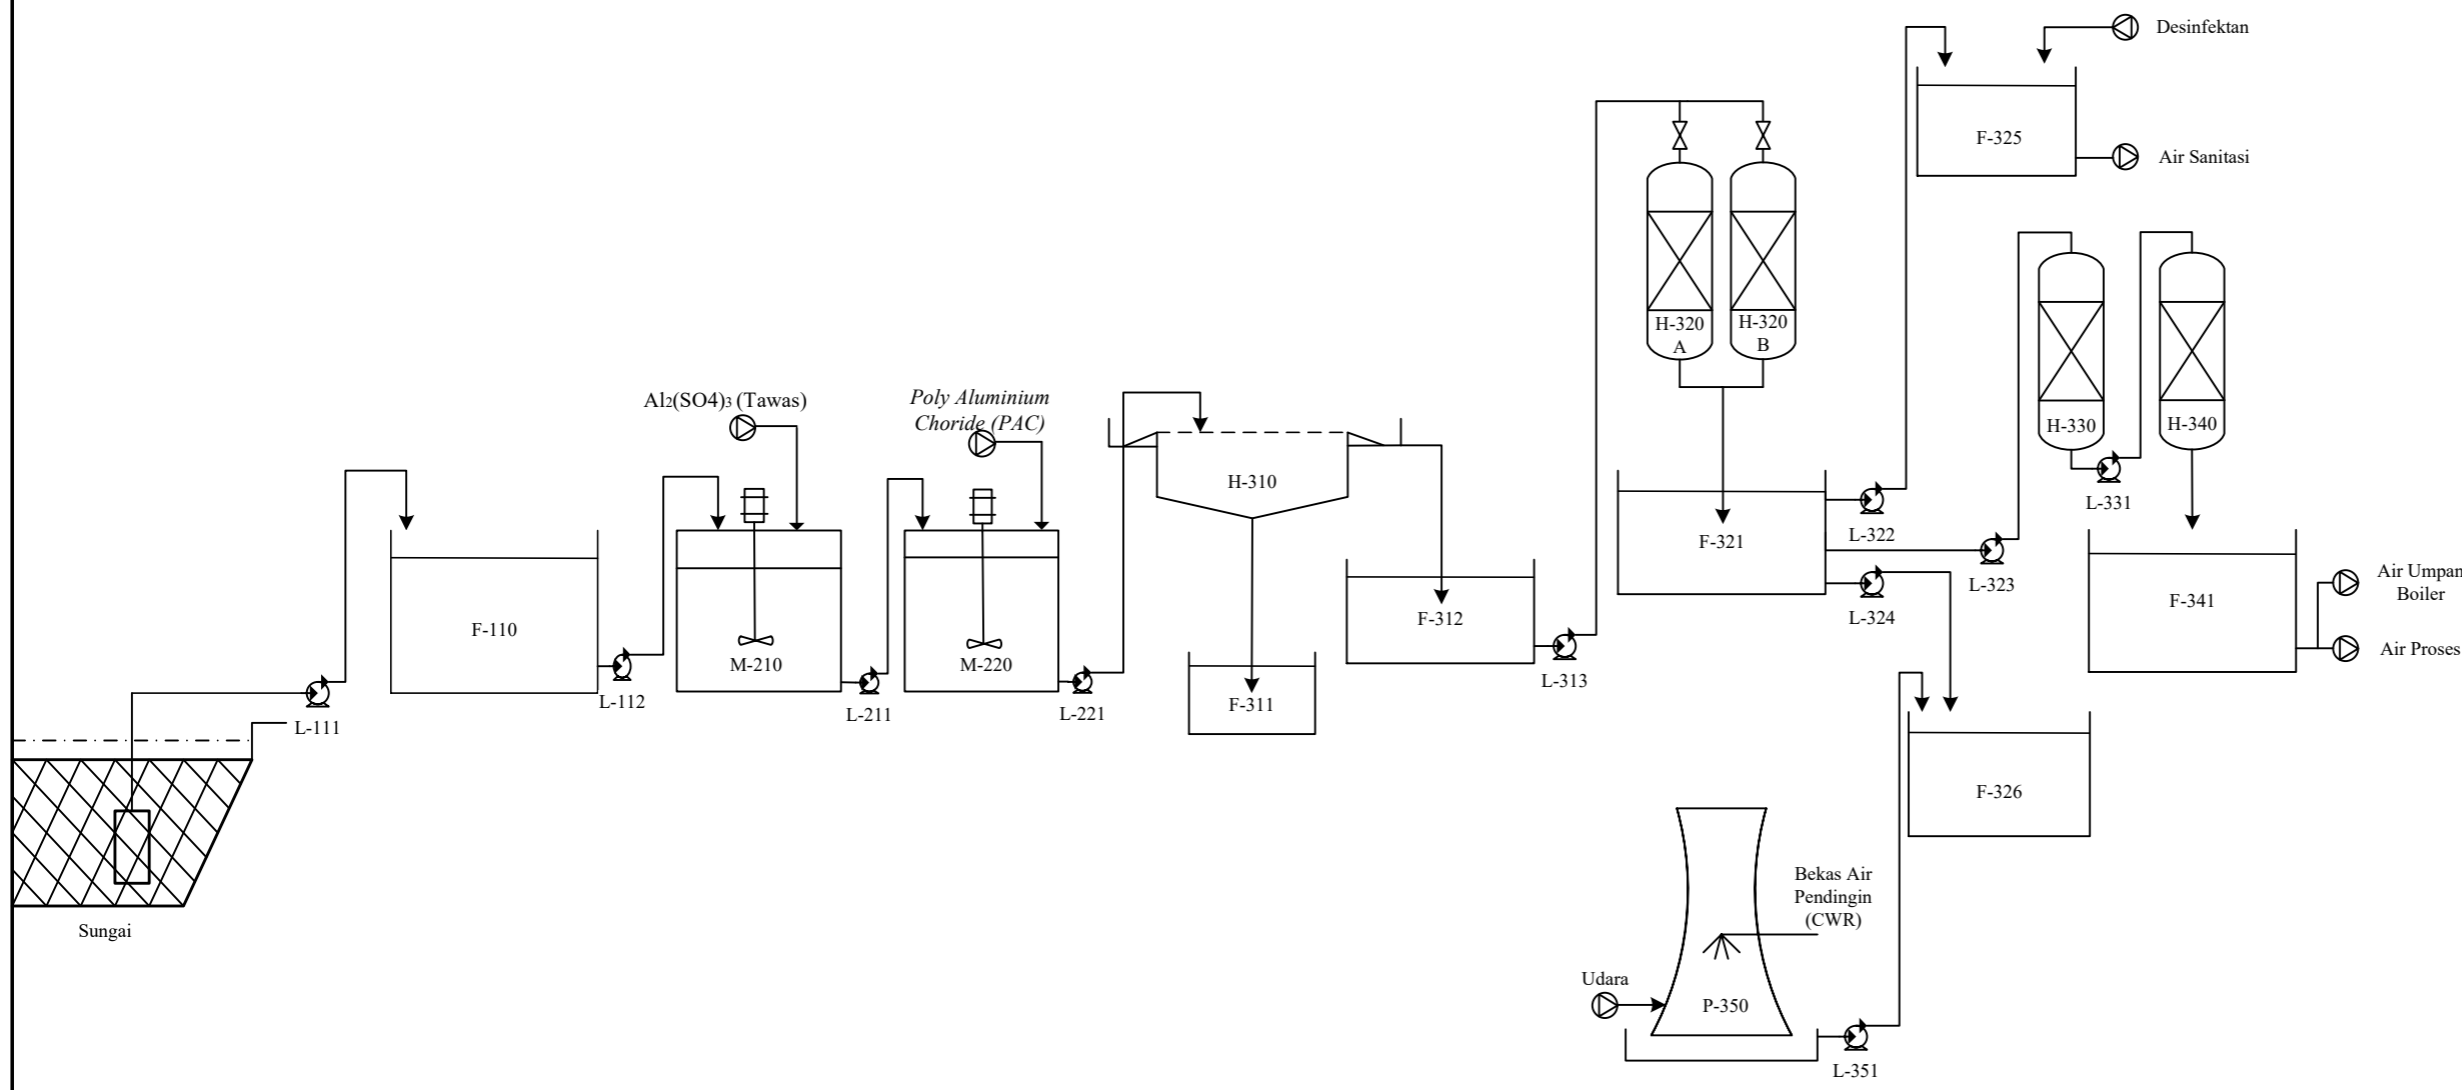 Desinfektan
F-325
Air Sanitasi
H-320
A
H-320
B
Al2(SO4)3 (Tawas)
Poly Aluminium
Choride (PAC)
H-330
H-340
L-331
H-310
L-322
F-321
L-323
L-324
F-341
Air Umpan
Boiler
Air Proses
F-110
M-210
M-220
F-312
L-313
F-311
L-111
L-112
L-211
L-221
F-326
Sungai
Bekas Air
Pendingin
(CWR)
Udara
P-350
L-351